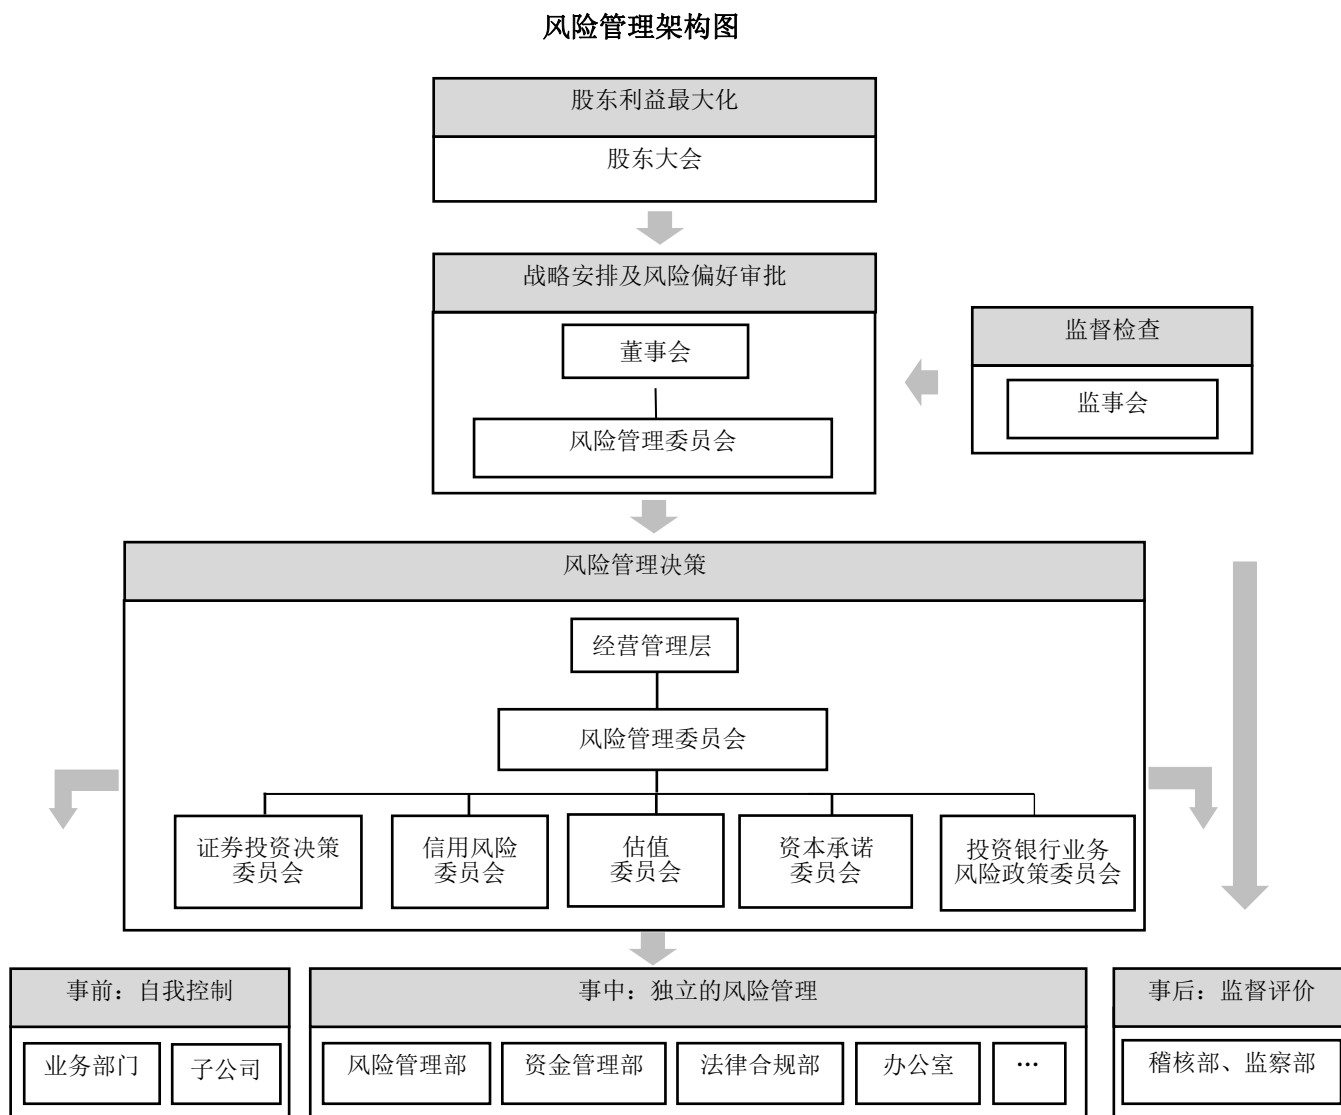 风险管理架构图
股东利益最大化
股东大会
战略安排及风险偏好审批
董事会
风险管理委员会
监督检查
监事会
风险管理决策
经营管理层
风险管理委员会
证券投资决策
委员会
信用风险
委员会
估值
委员会
资本承诺
委员会
投资银行业务
风险政策委员会
事前：自我控制
业务部门
子公司
事中：独立的风险管理
风险管理部
资金管理部
法律合规部
办公室
…
事后：监督评价
稽核部、监察部